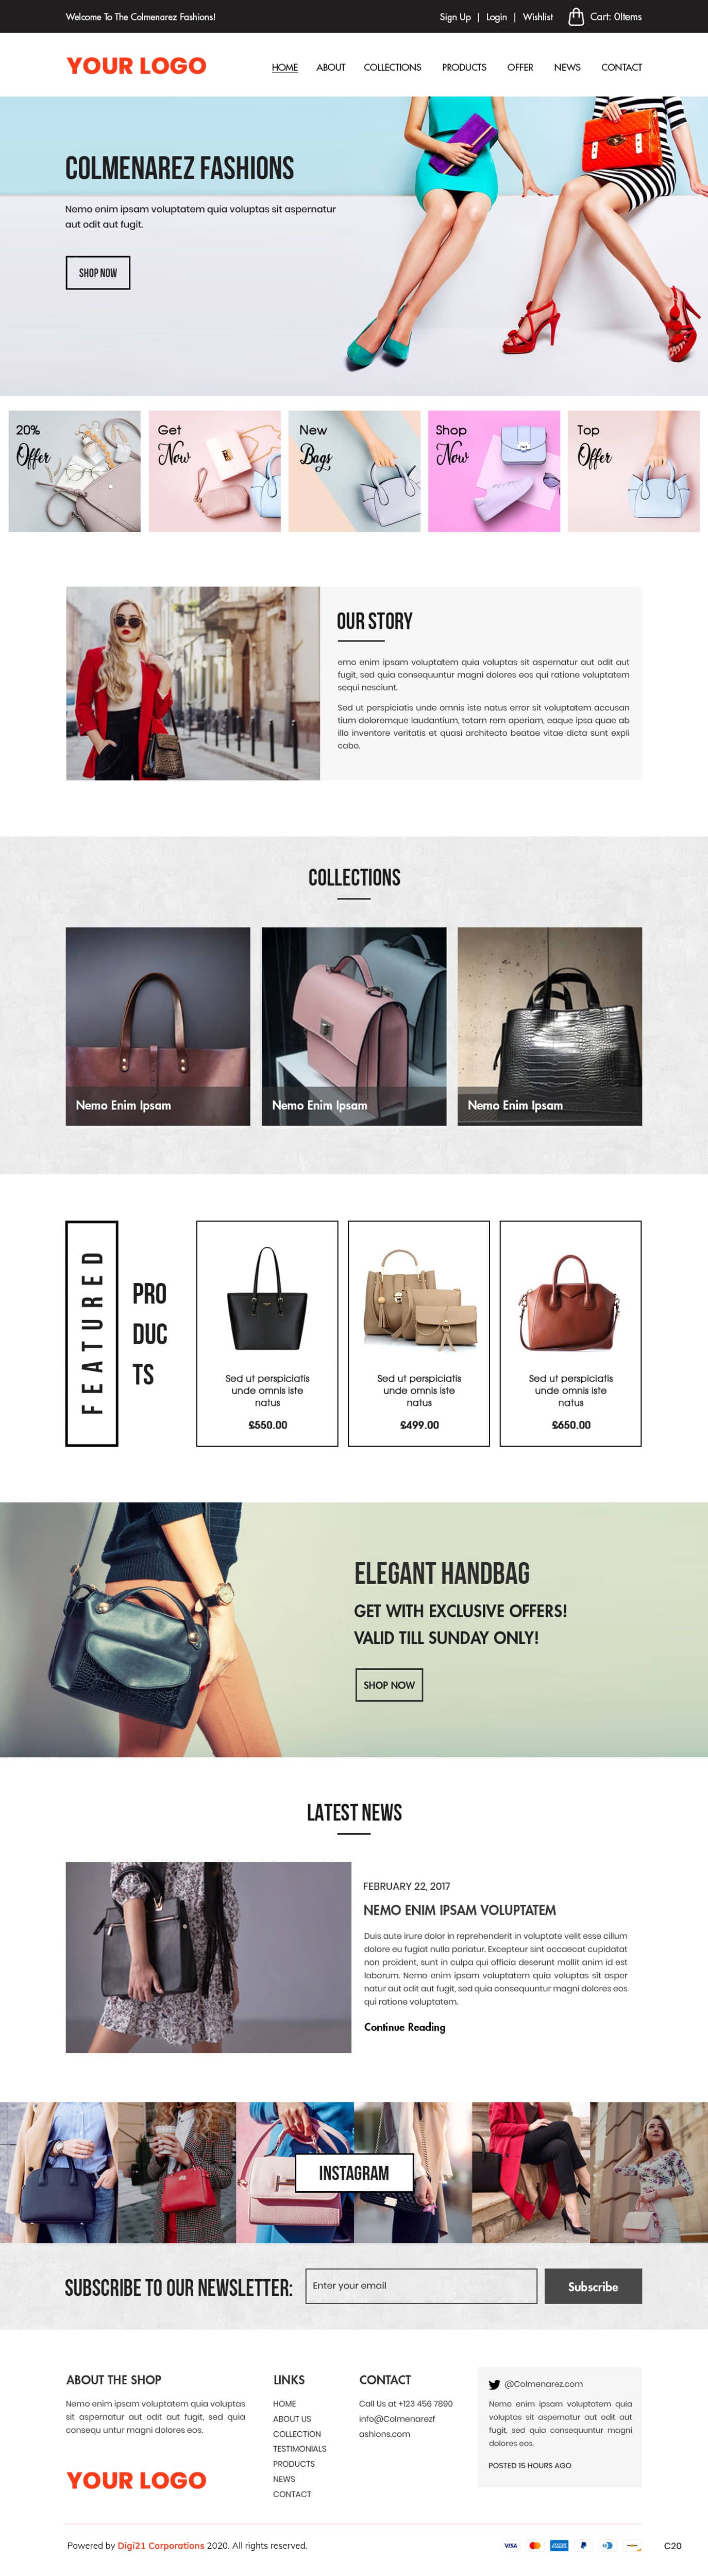 Welcome To The Colmenarez Fashions!
Sign Up | Login | Wishlist
Cart: 0Items
YOUR LOGO
HOME ABOUT COLLECTIONS PRODUCTS OFFER NEWS CONTACT
COLMENAREZ FASHIONS
Nemo enim ipsam voluptatem quia voluptas sit aspernatur
aut odit aut fugit.
SHOP NOW
20%
Offer
Get
Now
New
Bags
Shop
Now
Top
Offer
OUR STORY
emo enim ipsam voluptatem quia voluptas sit aspernatur aut odit aut
fugit, sed quia consequuntur magni dolores eos qui ratione voluptatem
sequi nesciunt.
Sed ut perspiciatis unde omnis iste natus error sit voluptatem accusan
tium doloremque laudantium, totam rem aperiam, eaque ipsa quae ab
illo inventore veritatis et quasi architecto beatae vitae dicta sunt expli
cabo.
COLLECTIONS
Nemo Enim Ipsam
Nemo Enim Ipsam
Nemo Enim Ipsam
FEATURED
PRO
DUC
TS
Sed ut perspiciatis
unde omnis iste
natus
£550.00
Sed ut perspiciatis
unde omnis iste
natus
£499.00
Sed ut perspiciatis
unde omnis iste
natus
£650.00
ELEGANT HANDBAG
GET WITH EXCLUSIVE OFFERS!
VALID TILL SUNDAY ONLY!
SHOP NOW
LATEST NEWS
FEBRUARY 22, 2017
NEMO ENIM IPSAM VOLUPTATEM
Duis aute irure dolor in reprehenderit in voluptate velit esse cillum
dolore eu fugiat nulla pariatur. Excepteur sint occaecat cupidatat
non proident, sunt in culpa qui officia deserunt mollit anim id est
laborum. Nemo enim ipsam voluptatem quia voluptas sit asper
natur aut odit aut fugit, sed quia consequuntur magni dolores eos
qui ratione voluptatem.
Continue Reading
INSTAGRAM
SUBSCRIBE TO OUR NEWSLETTER:
Enter your email
Subscribe
ABOUT THE SHOP
Nemo enim ipsam voluptatem quia voluptas
sit aspernatur aut odit aut fugit, sed quia
consequ untur magni dolores eos.
YOUR LOGO
LINKS
HOME
ABOUT US
COLLECTION
TESTIMONIALS
PRODUCTS
NEWS
CONTACT
CONTACT
Call Us at +123 456 7890
info@Colmenarezf
ashions.com
@Colmenarez.com
Nemo enim ipsam voluptatem quia
voluptas sit aspernatur aut odit aut
fugit, sed quia consequuntur magni
dolores eos.
POSTED 15 HOURS AGO
Powered by Digi21 Corporations 2020. All rights reserved.
VISA
C20